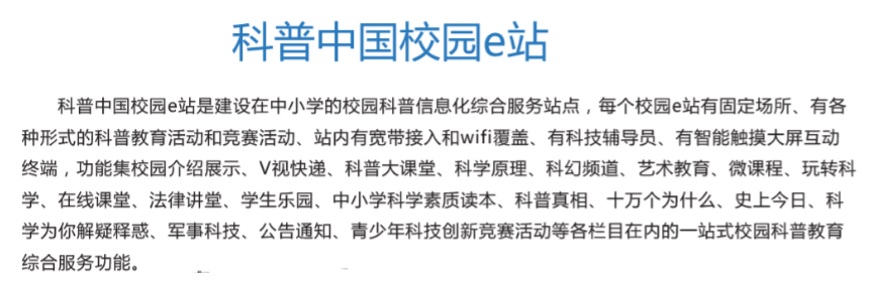 科普中国校园e站
科普中国校园e站是建设在中小学的校园科普信息化综合服务站点，每个校园e站有固定场所、有各
种形式的科普教育活动和竞赛活动、站内有宽带接入和wifi覆盖、有科技辅导员、有智能触摸大屏互动
终端，功能集校园介绍展示、V视快递、科普大课堂、科学原理、科幻频道、艺术教育、微课程、玩转科
学、在线课堂、法律讲堂、学生乐园、中小学科学素质读本、科普真相、十万个为什么、史上今日、科
学为你解疑释惑、军事科技、公告通知、青少年科技创新竞赛活动等各栏目在内的一站式校园科普教育
综合服务功能。